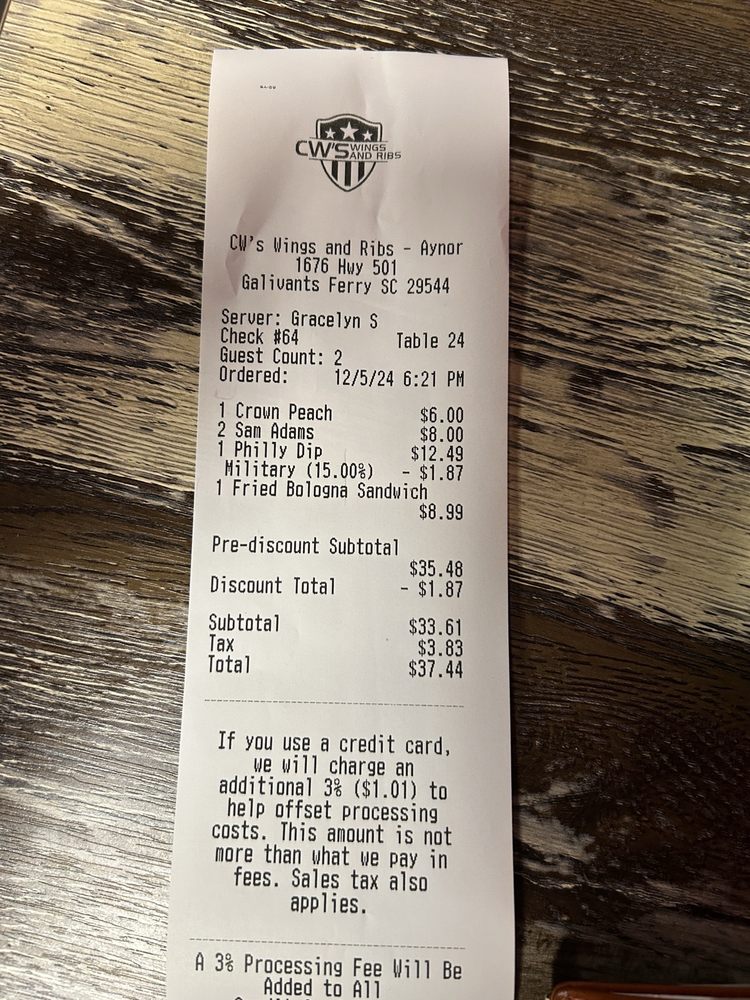 CW'S WINGS
AND RIBS
CW's Wings and Ribs - Aynor
1676 Hwy 501
Galivants Ferry SC 29544
Server: Gracelyn S
Check #64 Table 24
Guest Count: 2
Ordered: 12/5/24 6:21 PM
1 Crown Peach $6.00
2 Sam Adams $8.00
1 Philly Dip $12.49
Military (15.00%) - $1.87
1 Fried Bologna Sandwich
$8.99
Pre-discount Subtotal
$35.48
Discount Total - $1.87
Subtotal $33.61
Tax $3.83
Total $37.44
If you use a credit card,
we will charge an
additional 3% ($1.01) to
help offset processing
costs. This amount is not
more than what we pay in
fees. Sales tax also
applies.
A 3% Processing Fee Will Be
Added to All